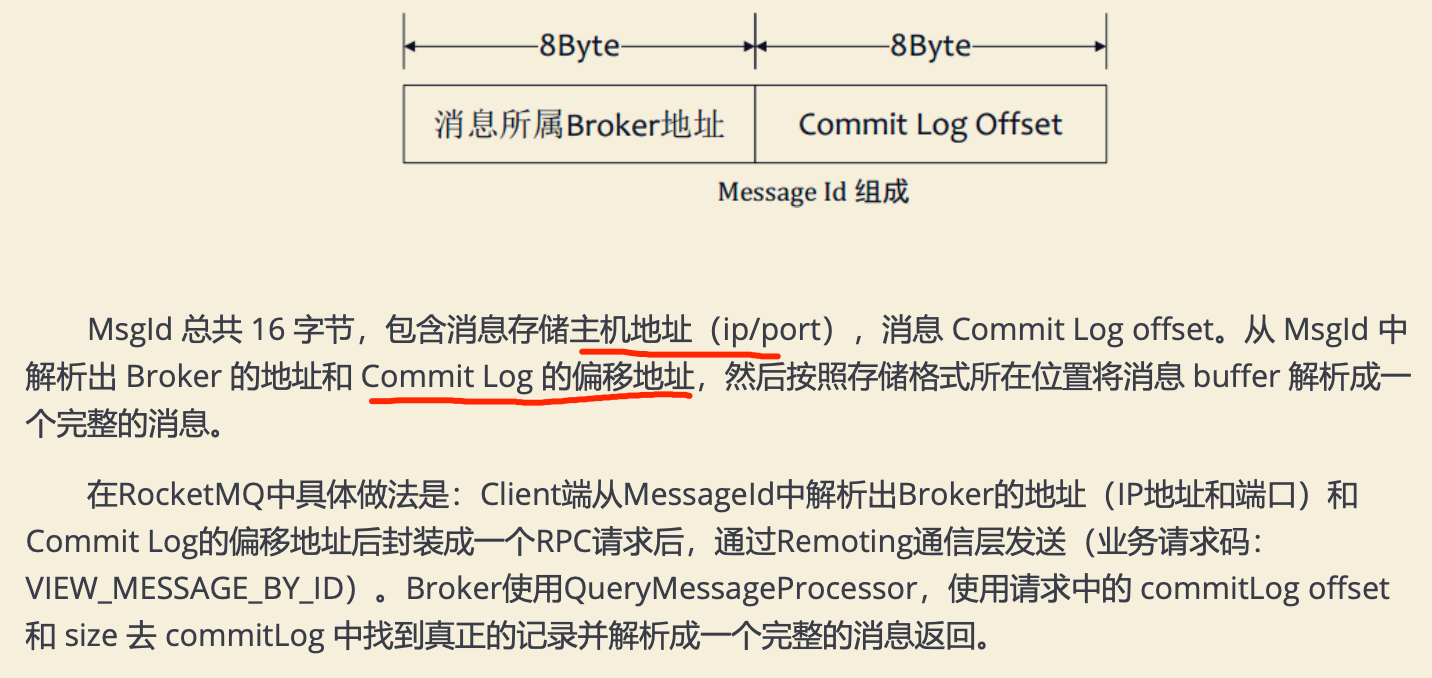 8Byte 8Byte
消息所属Broker地址 Commit Log Offset
Message Id 组成
MsgId 总共 16 字节，包含消息存储主机地址（ip/port），消息 Commit Log offset。从 MsgId 中
解析出 Broker 的地址和 Commit Log 的偏移地址，然后按照存储格式所在位置将消息 buffer 解析成一
个完整的消息。
在RocketMQ中具体做法是：Client端从MessageId中解析出Broker的地址（IP地址和端口）和
Commit Log的偏移地址后封装成一个RPC请求后，通过Remoting通信层发送（业务请求码：
VIEW_MESSAGE_BY_ID）。Broker使用QueryMessageProcessor，使用请求中的 commitLog offset
和 size 去 commitLog 中找到真正的记录并解析成一个完整的消息返回。